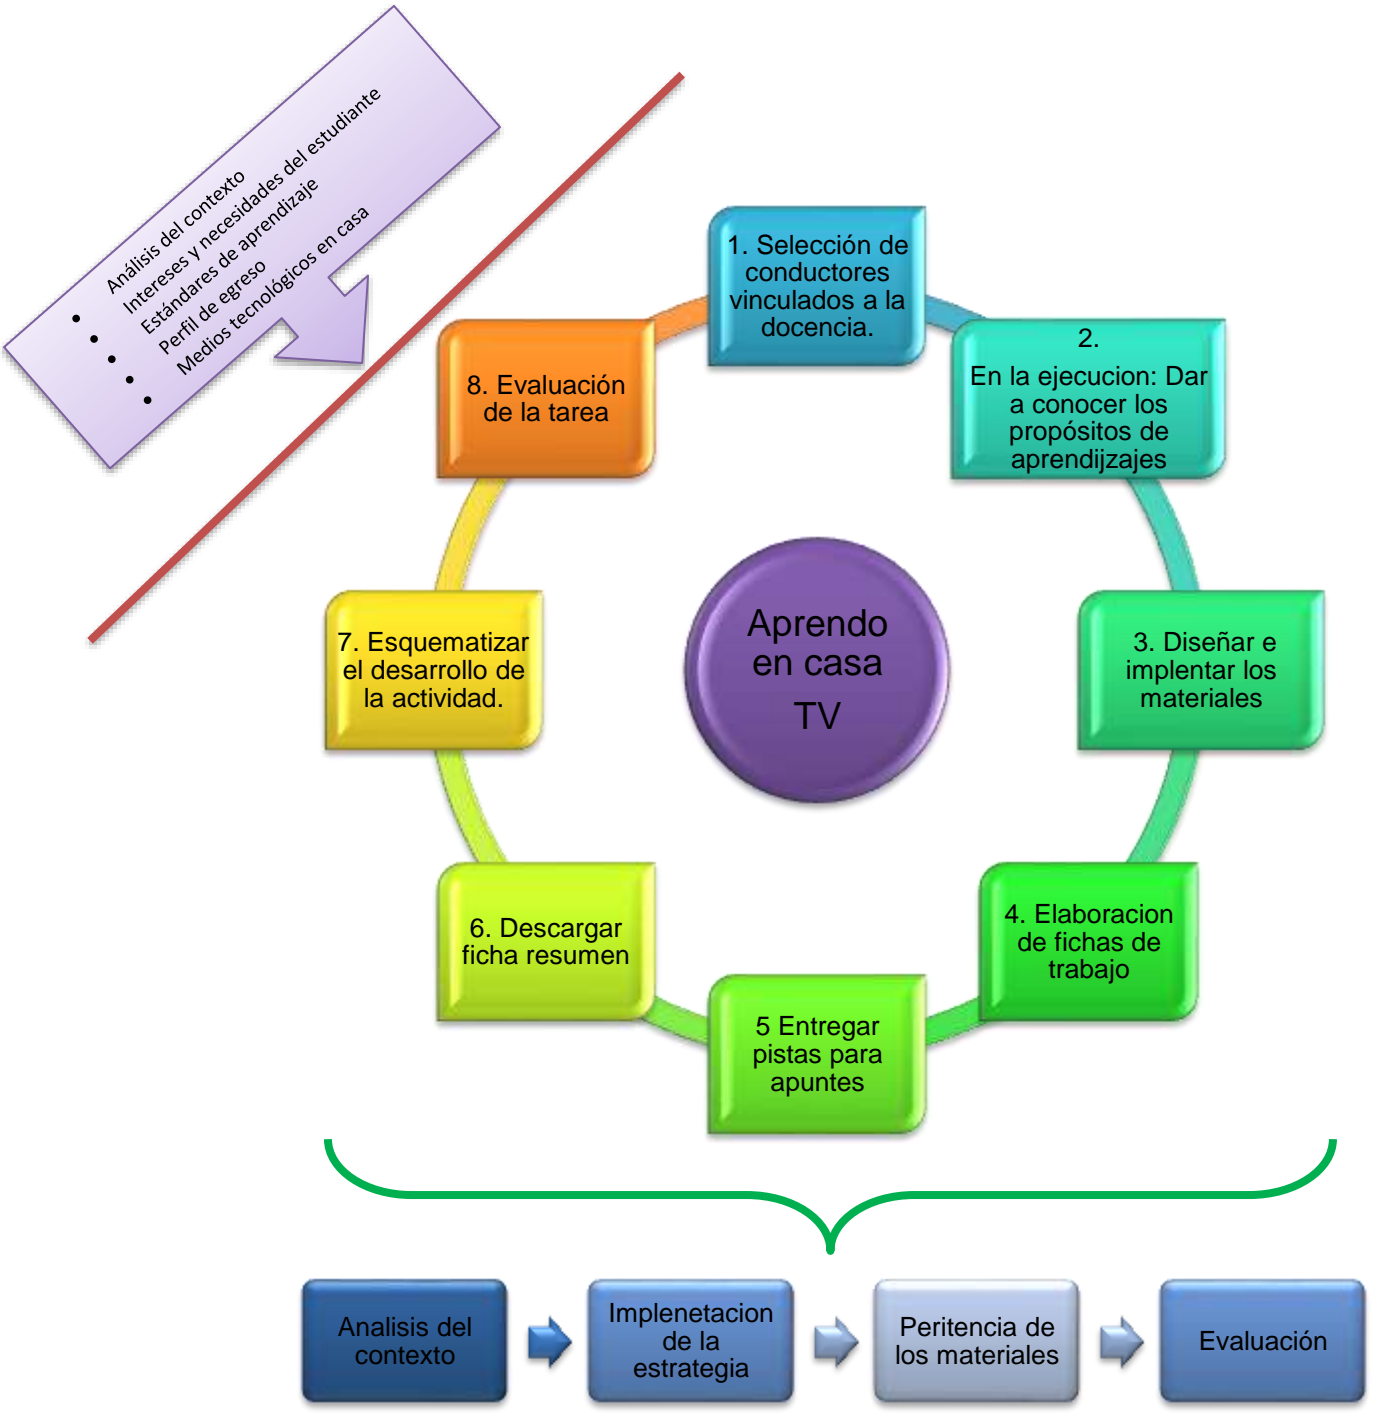 • Análisis del contexto
• Intereses y necesidades del estudiante
• Estándares de aprendizaje
• Perfil de egreso
• Medios tecnológicos en casa
1. Selección de
conductores
vinculados a la
docencia.
2.
En la ejecucion: Dar
a conocer los
propósitos de
aprendijzajes
3. Diseñar e
implentar los
materiales
4. Elaboracion
de fichas de
trabajo
5 Entregar
pistas para
apuntes
6. Descargar
ficha resumen
7. Esquematizar
el desarrollo de
la actividad.
8. Evaluación
de la tarea
Aprendo
en casa
TV
Analisis del
contexto
Implenetacion
de la
estrategia
Peritencia de
los materiales
Evaluación